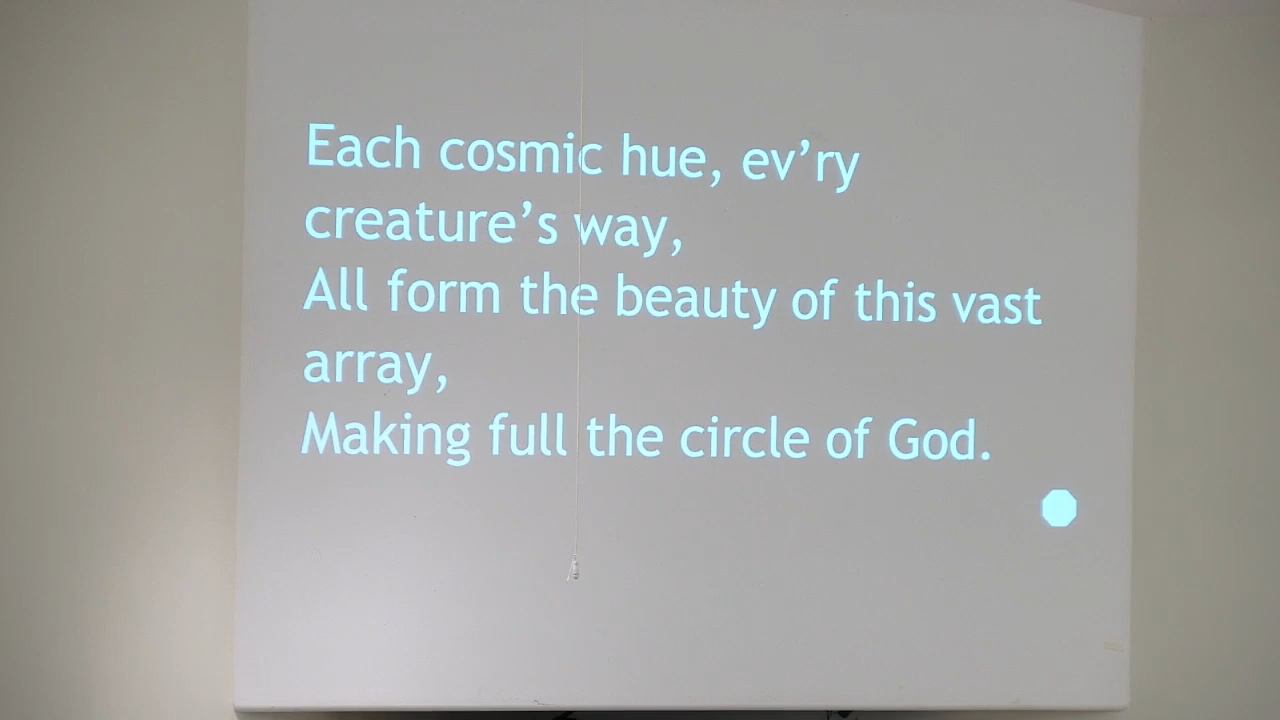 Each cosmic hue, ev’ry
creature’s way,
All form the beauty of this vast
array,
Making full the circle of God.